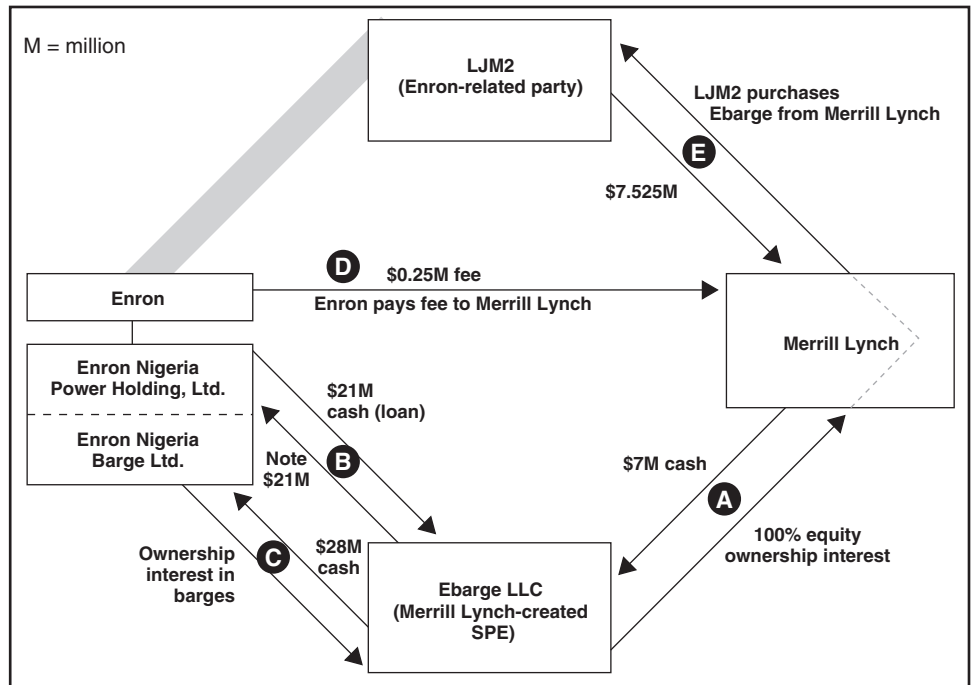 M = million
LJM2
(Enron-related party)
LJM2 purchases
Ebarge from Merrill Lynch
E
$7.525M
D
$0.25M fee
Enron pays fee to Merrill Lynch
Enron
Merrill Lynch
Enron Nigeria
Power Holding, Ltd.
Enron Nigeria
Barge Ltd.
$21M
cash (loan)
B
Note
$21M
$7M cash
A
100% equity
ownership interest
C
$28M
cash
Ownership
interest in
barges
Ebarge LLC
(Merrill Lynch-created
SPE)